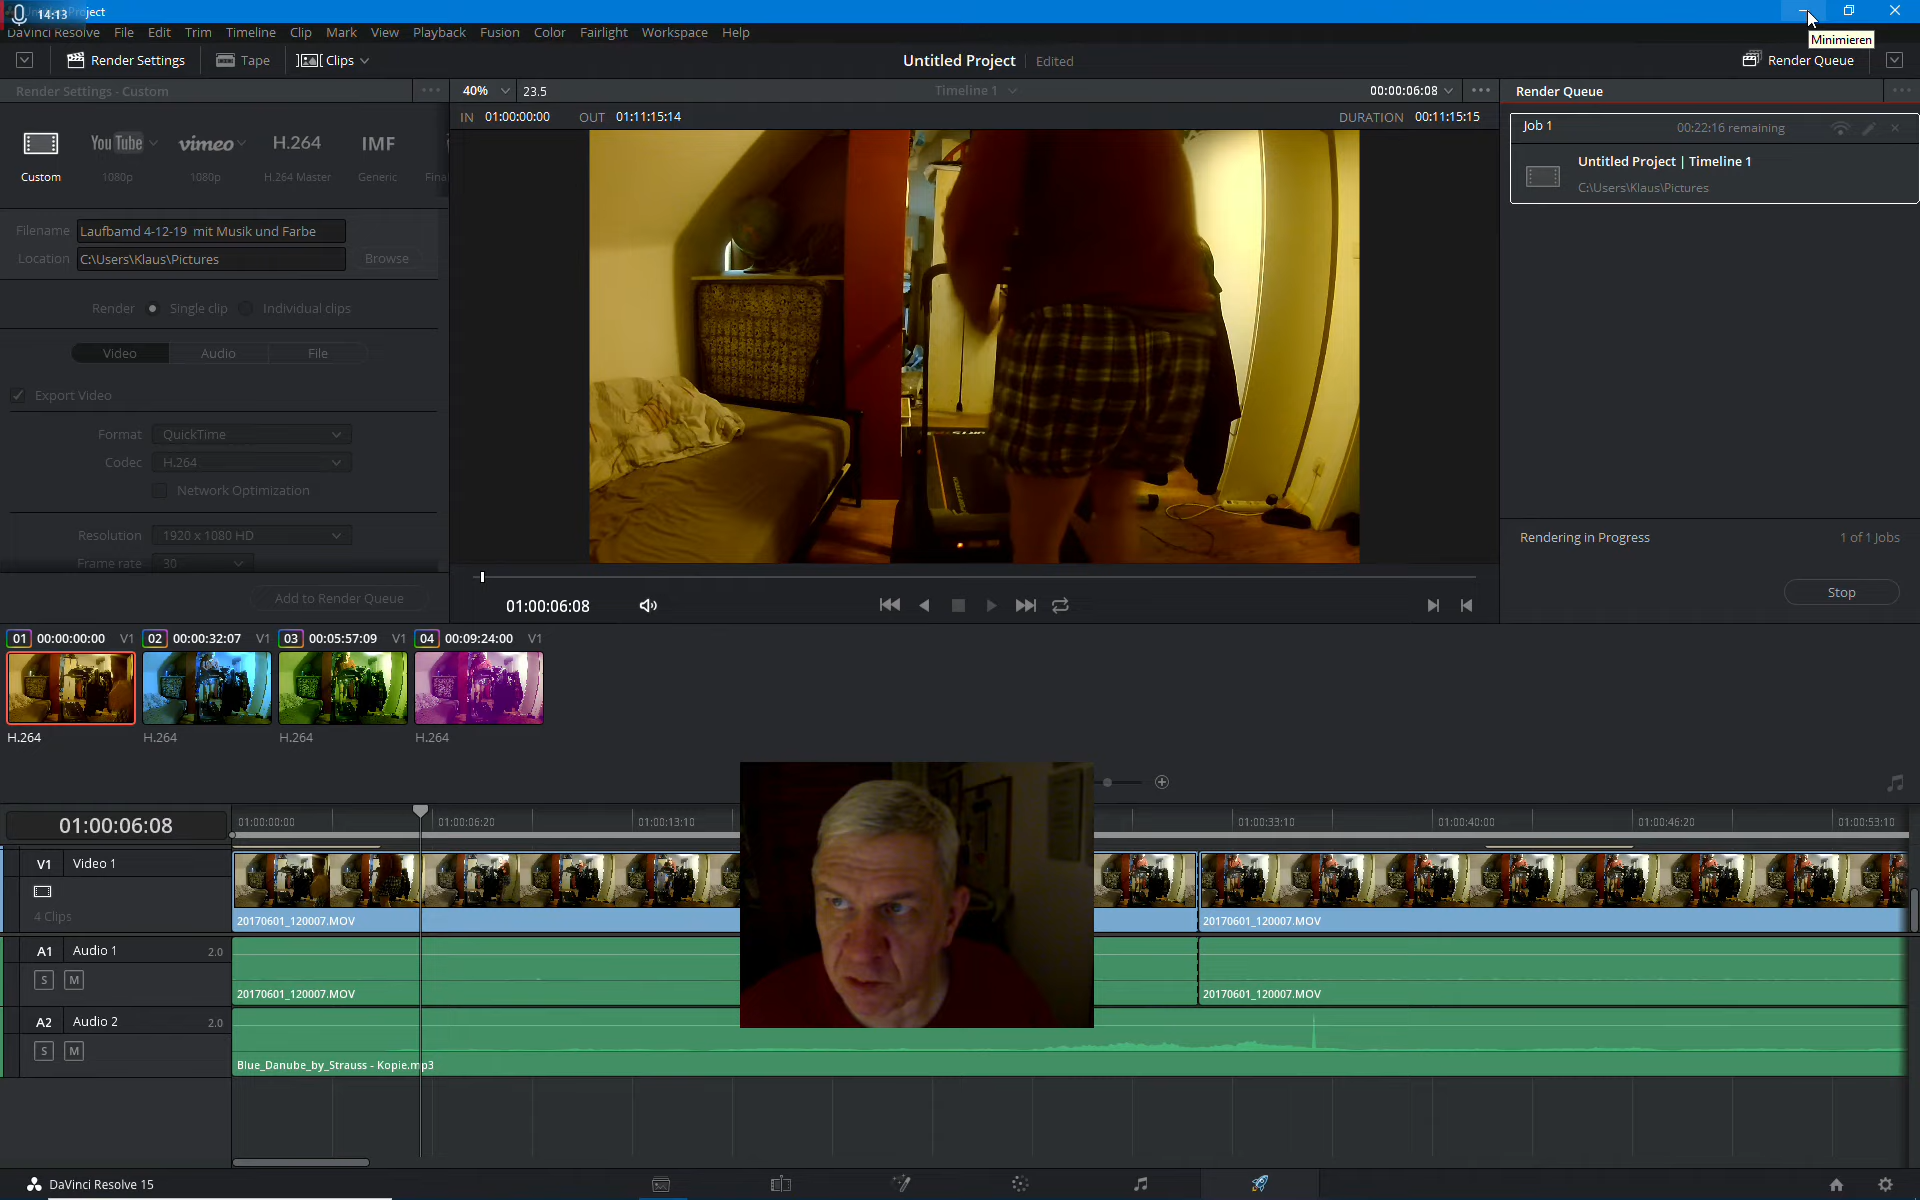 14:13 ject
Minimieren
DaVinci Resolve File Edit Trim Timeline Clip Mark View Playback Fusion Color Fairlight Workspace Help
Render Settings Tape Clips Untitled Project Edited Render Queue
Render Settings - Custom 40% 23.5 Timeline 1 00:00:06:08 Render Queue
IN 01:00:00:00 OUT 01:11:15:14 DURATION 00:11:15:15
Job 1 00:22:16 remaining
Untitled Project | Timeline 1
C:\Users\Klaus\Pictures
YouTube vimeo H.264 IMF
Custom 1080p 1080p H.264 Master Generic Fina
Filename Laufbamd 4-12-19 mit Musik und Farbe
Location C:\Users\Klaus\Pictures Browse
Render Single clip Individual clips
Video Audio File
Export Video
Format QuickTime
Codec H.264
Network Optimization
Resolution 1920 x 1080 HD
Frame rate 30
Add to Render Queue
Rendering in Progress 1 of 1 Jobs
Stop
01:00:06:08
01 00:00:00:00 V1 02 00:00:32:07 V1 03 00:05:57:09 V1 04 00:09:24:00 V1
H.264 H.264 H.264 H.264
01:00:06:08 01:00:00:00 01:00:06:20 01:00:13:10 01:00:33:10 01:00:40:00 01:00:46:20 01:00:53:10
V1 Video 1
4 Clips
20170601_120007.MOV 20170601_120007.MOV
A1 Audio 1 2.0
S M
20170601_120007.MOV 20170601_120007.MOV
A2 Audio 2 2.0
S M
Blue_Danube_by_Strauss - Kopie.mp3
DaVinci Resolve 15